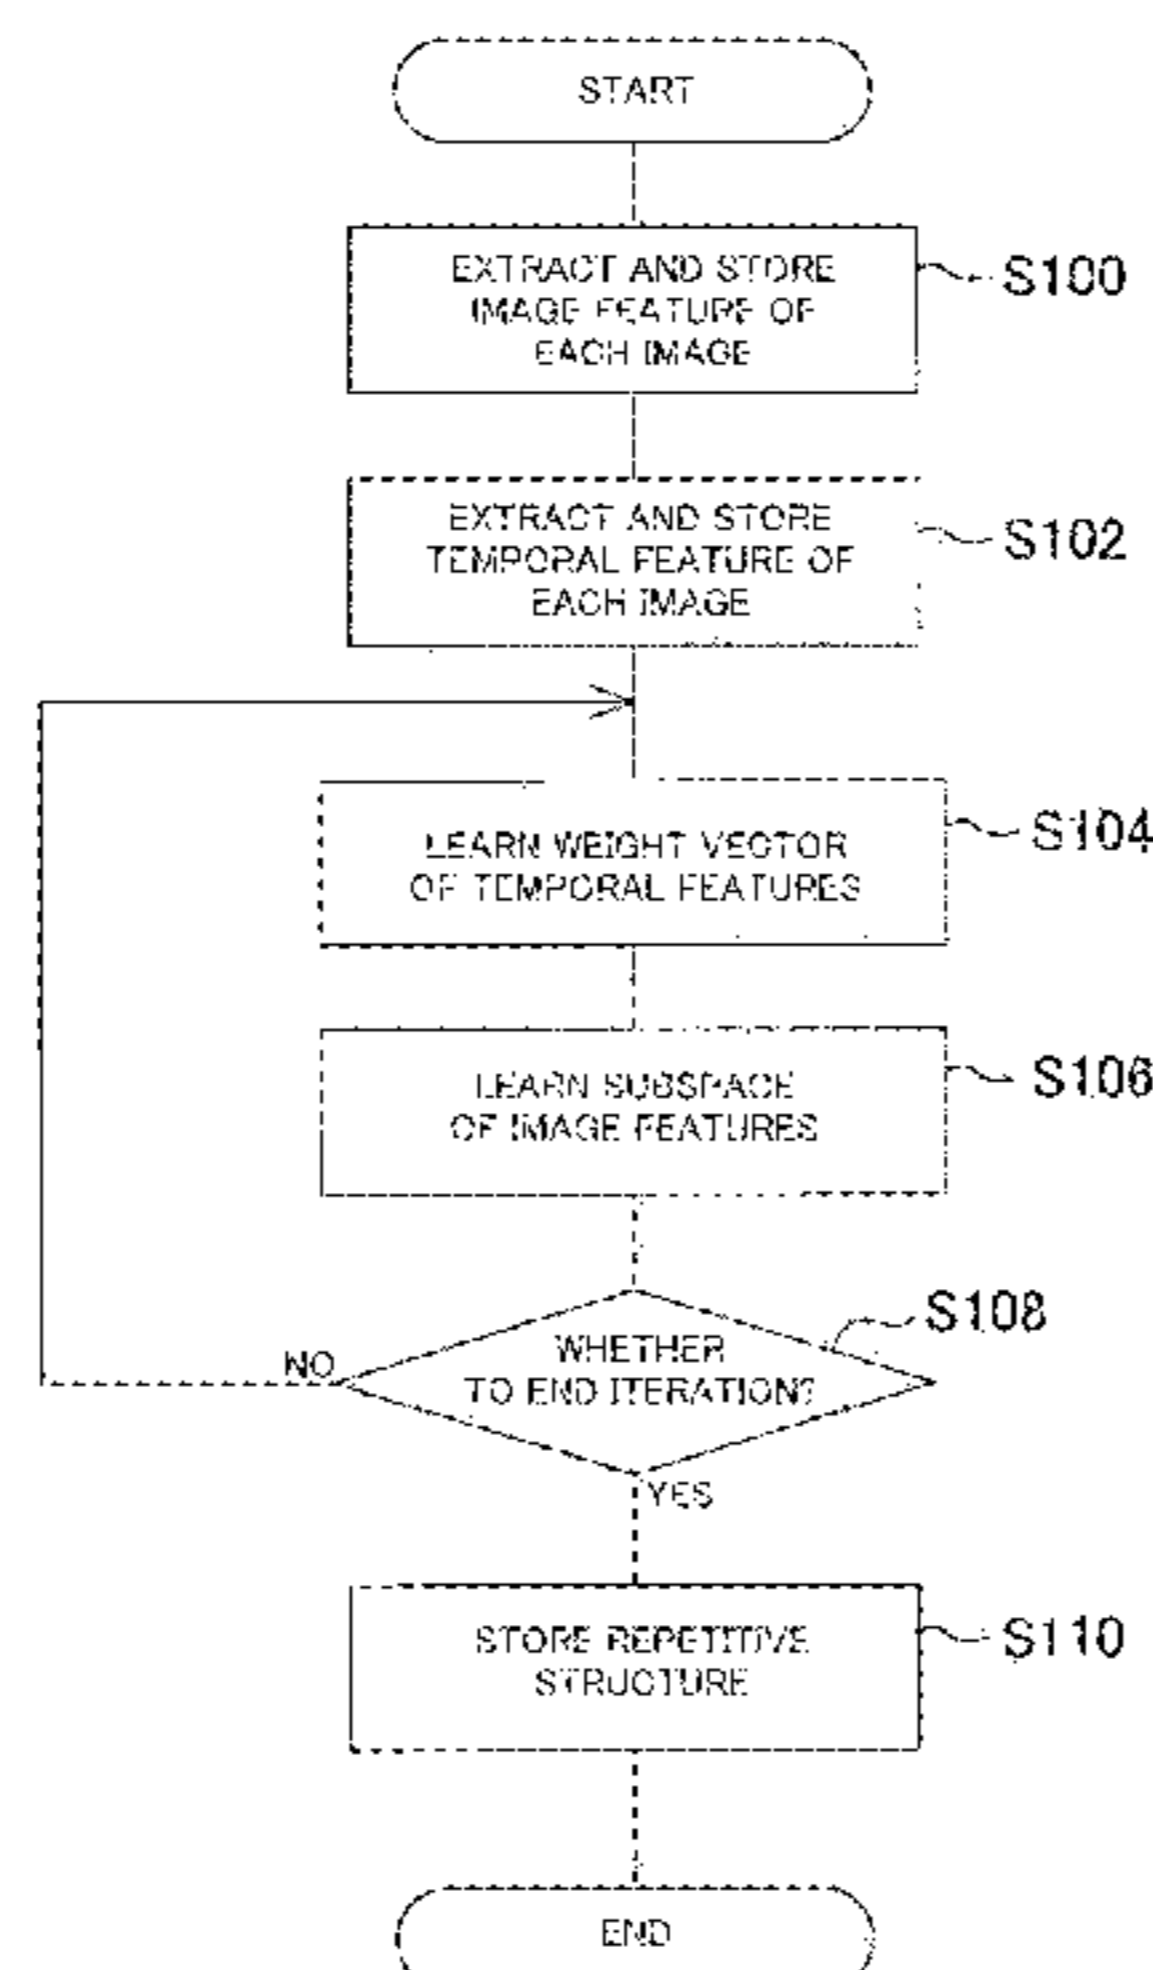 START
EXTRACT AND STORE
IMAGE FEATURE OF
EACH IMAGE
S100
EXTRACT AND STORE
TEMPORAL FEATURE OF
EACH IMAGE
S102
LEARN WEIGHT VECTOR
OF TEMPORAL FEATURES
S104
LEARN SUBSPACE
OF IMAGE FEATURES
S106
WHETHER
TO END ITERATION?
S108
NO
YES
STORE REPETITIVE
STRUCTURE
S110
END